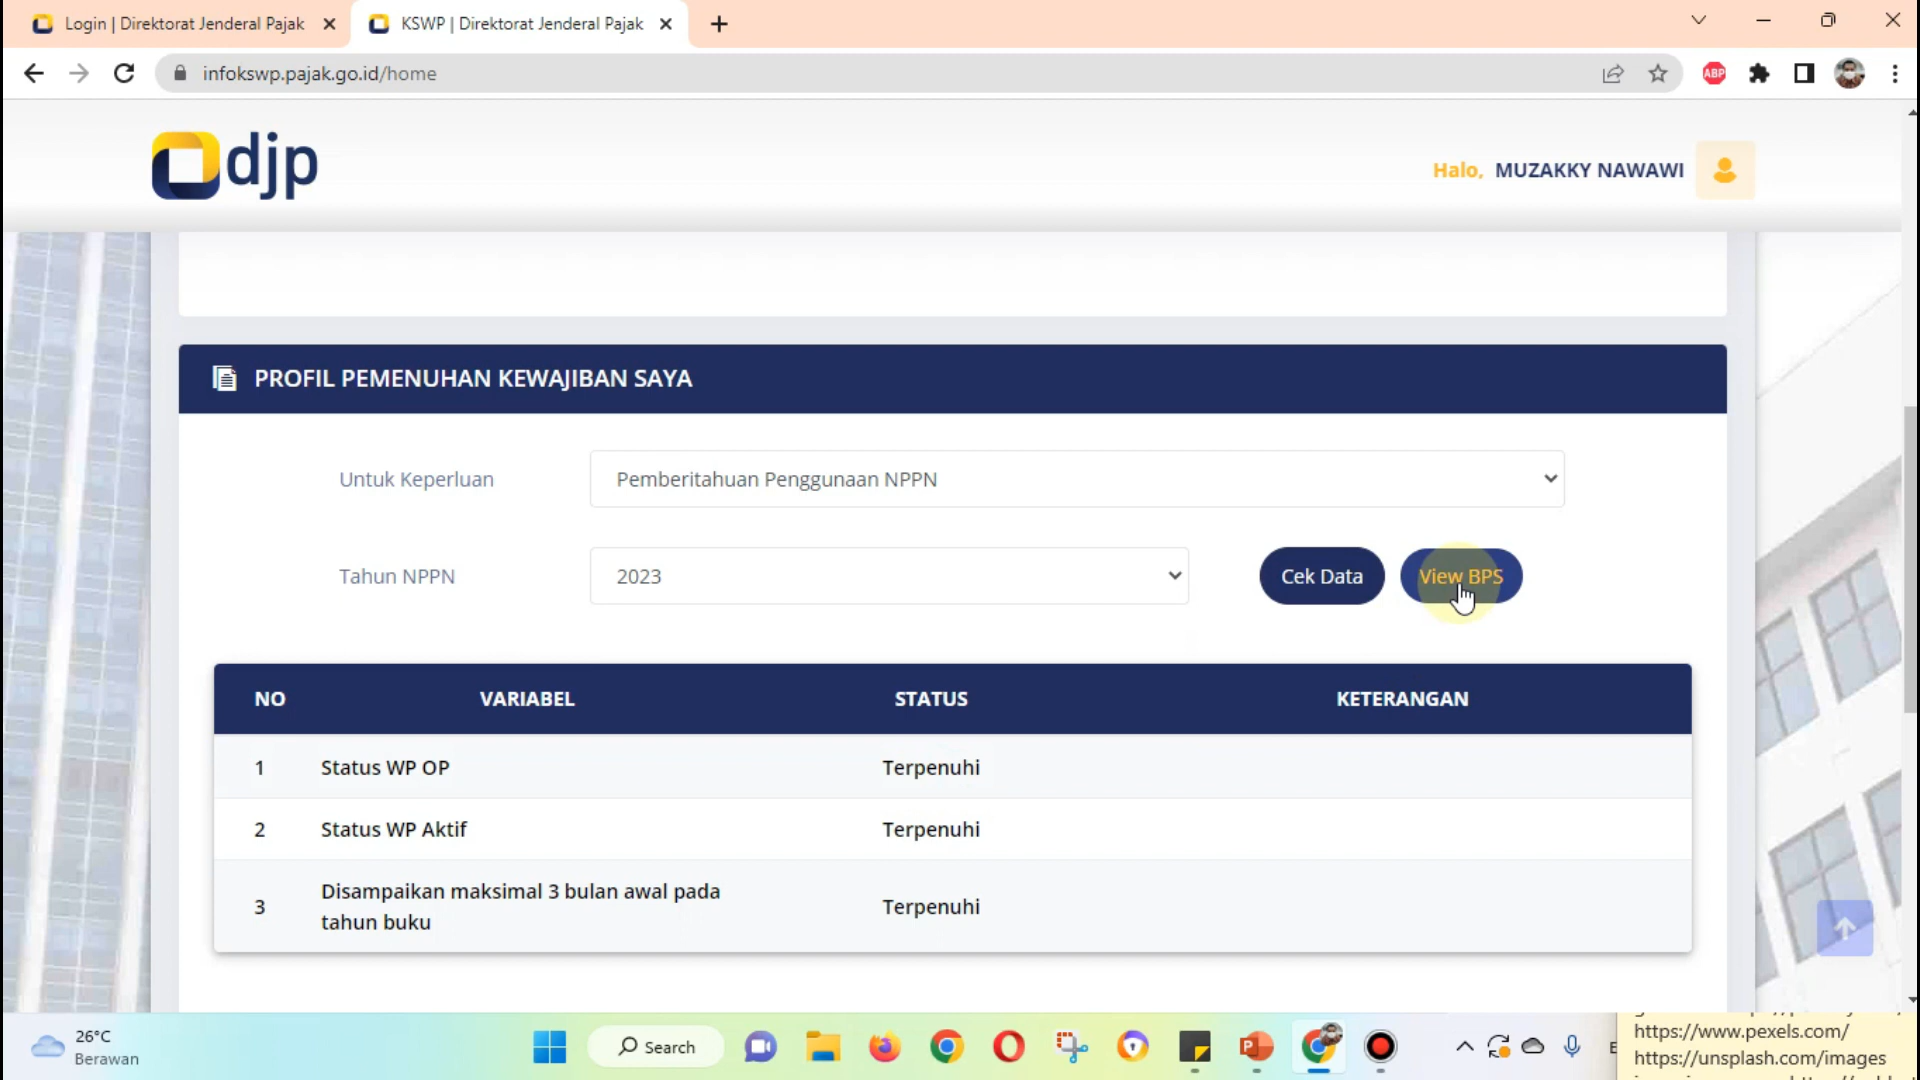 Login | Direktorat Jenderal Pajak
KSWP | Direktorat Jenderal Pajak
infokswp.pajak.go.id/home
ABP
djp
Halo, MUZAKKY NAWAWI
PROFIL PEMENUHAN KEWAJIBAN SAYA
Untuk Keperluan
Pemberitahuan Penggunaan NPPN
Tahun NPPN
2023
Cek Data
View BPS
NO VARIABEL STATUS KETERANGAN
1 Status WP OP Terpenuhi
2 Status WP Aktif Terpenuhi
3 Disampaikan maksimal 3 bulan awal pada
tahun buku
Terpenuhi
26°C
Berawan
Search
https://www.pexels.com/
https://unsplash.com/images